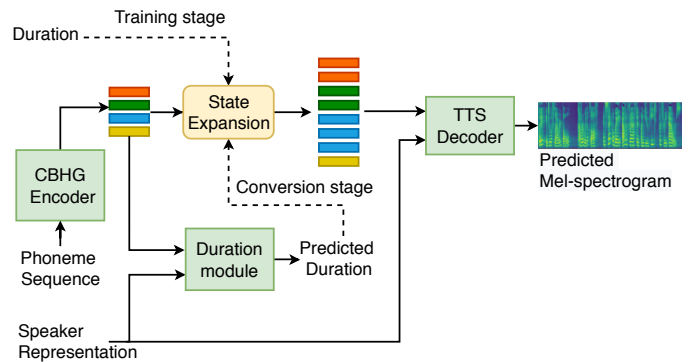 Training stage
Duration
State
Expansion
TTS
Decoder
CBHG
Encoder
Predicted
Mel-spectrogram
Conversion stage
Phoneme
Sequence
Duration
module
Predicted
Duration
Speaker
Representation